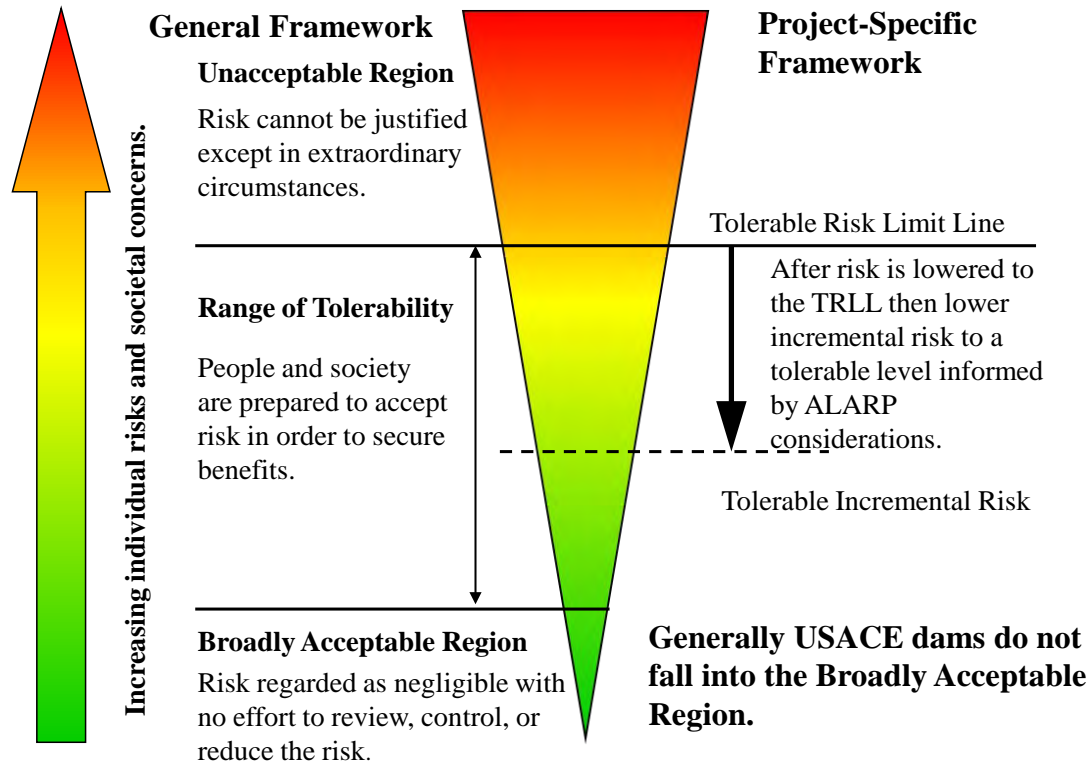 General Framework
Unacceptable Region
Risk cannot be justified
except in extraordinary
circumstances.
Project-Specific
Framework
Increasing individual risks and societal concerns.
Tolerable Risk Limit Line
Range of Tolerability
People and society
are prepared to accept
risk in order to secure
benefits.
After risk is lowered to
the TRLL then lower
incremental risk to a
tolerable level informed
by ALARP
considerations.
Tolerable Incremental Risk
Broadly Acceptable Region
Risk regarded as negligible with
no effort to review, control, or
reduce the risk.
Generally USACE dams do not
fall into the Broadly Acceptable
Region.